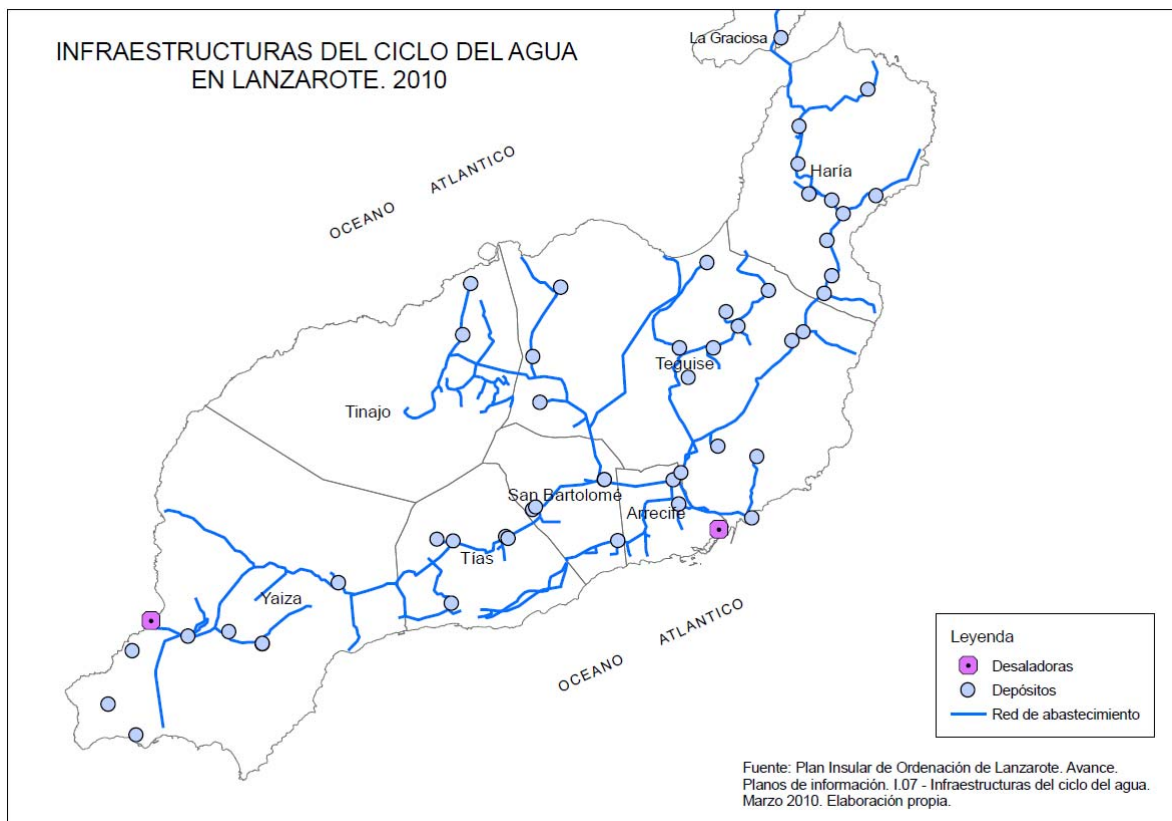 INFRAESTRUCTURAS DEL CICLO DEL AGUA
EN LANZAROTE. 2010
La Graciosa
Haría
OCEANO ATLANTICO
Teguise
Tinajo
San Bartolomé
Arrecife
Tías
Yaiza
OCEANO ATLANTICO
Leyenda
Desaladoras
Depósitos
Red de abastecimiento
Fuente: Plan Insular de Ordenación de Lanzarote. Avance.
Planos de información. I.07 - Infraestructuras del ciclo del agua.
Marzo 2010. Elaboración propia.